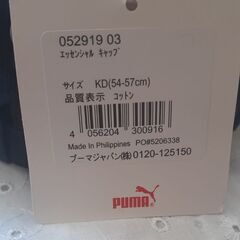 052919 03
エッセンシャル キャップ
サイズ KD(54-57cm)
品質表示 コットン
4 056204 300916
Made In Philippines PO#5206338
プーマジャパン㈱0120-125150
PUMA